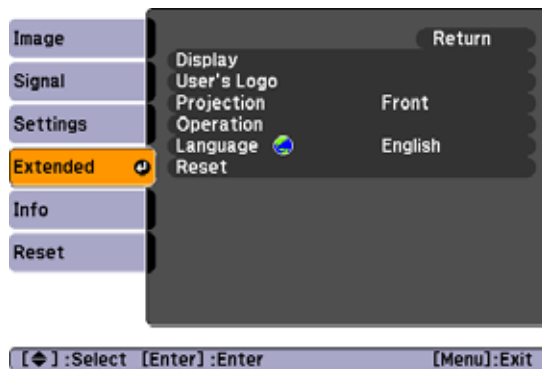 Image
Signal
Settings
Extended
Info
Reset
Return
Display
User's Logo
Projection Front
Operation
Language English
Reset
[◆]:Select [Enter]:Enter [Menu]:Exit